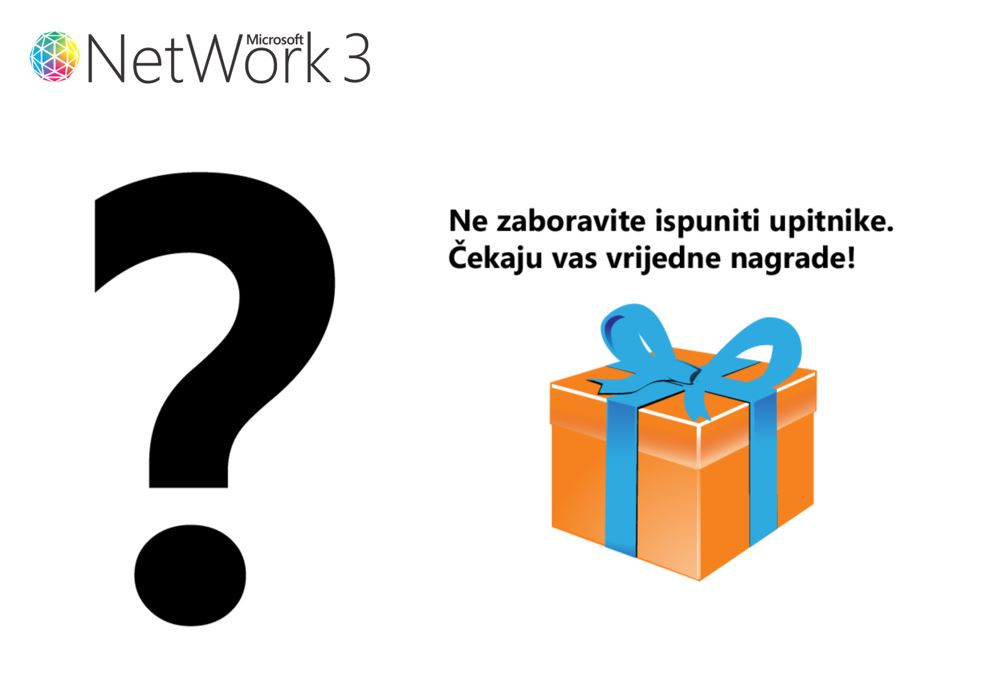 Microsoft
NetWork 3
?
Ne zaboravite ispuniti upitnike.
Čekaju vas vrijedne nagrade!